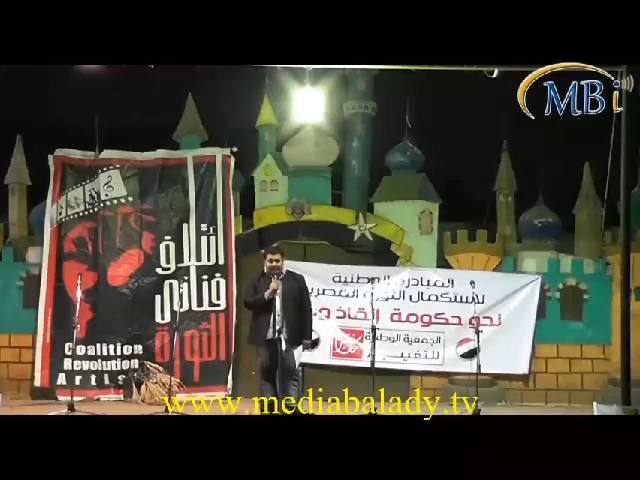 MBi
ائتلاف
فناني
الثورة
Coalition
Revolution
Artis
المبادرة الوطنية
لاستكمال الثورة المصرية
نحو حكومة إنقاذ
الجمعية الوطنية
للتغيير
www.mediabalady.tv